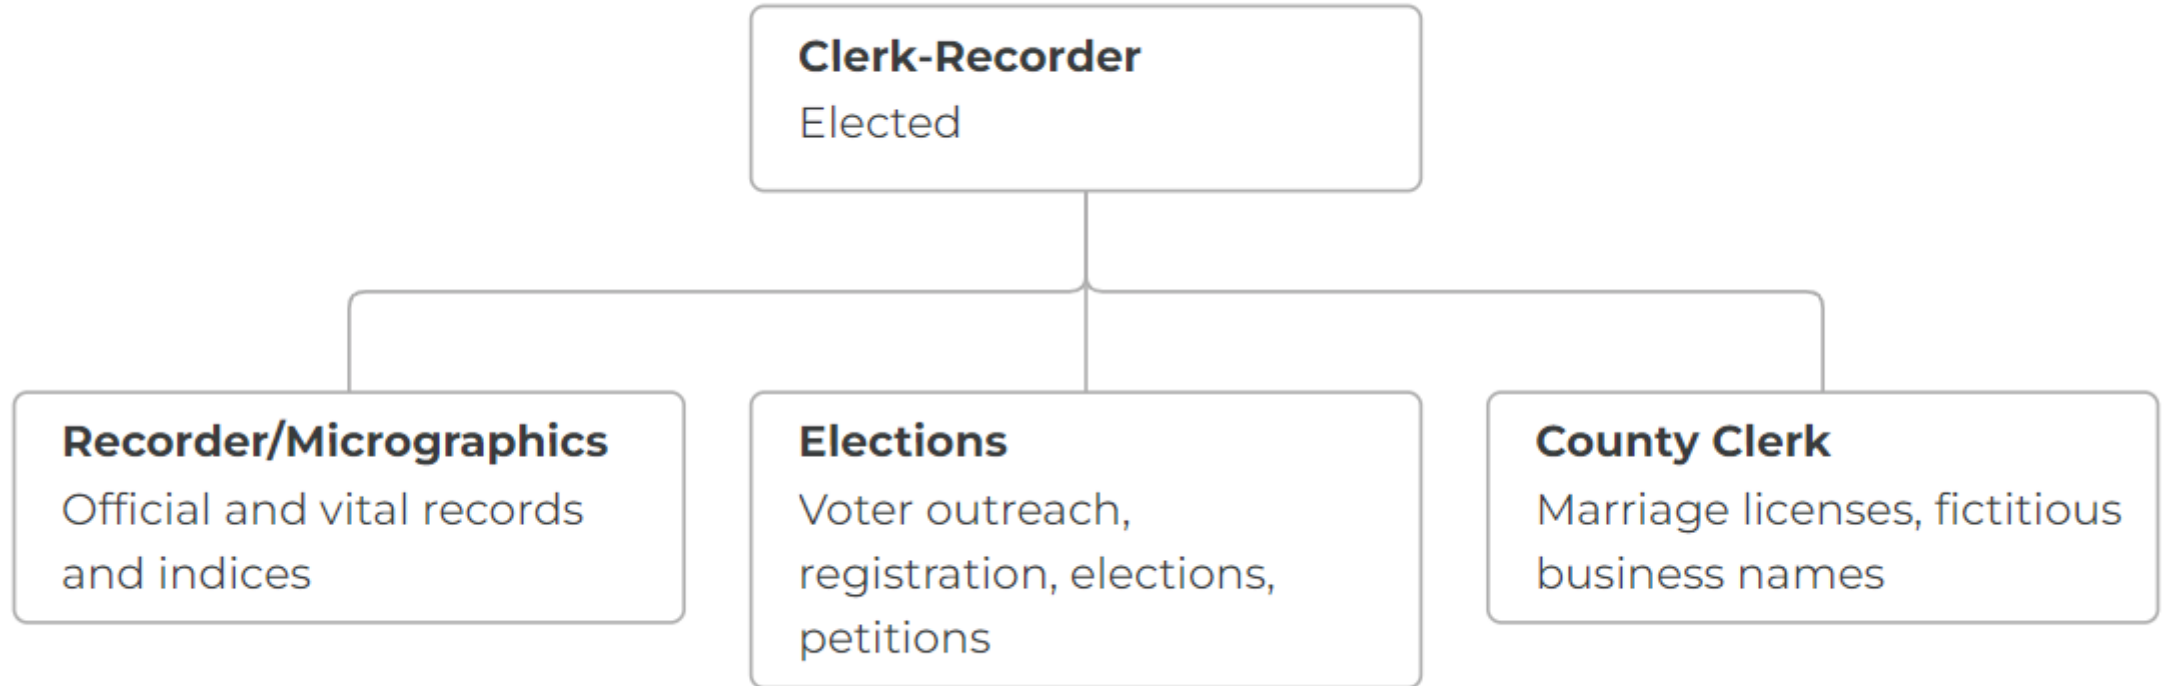 Clerk-Recorder
Elected
Recorder/Micrographics
Official and vital records
and indices
Elections
Voter outreach,
registration, elections,
petitions
County Clerk
Marriage licenses, fictitious
business names